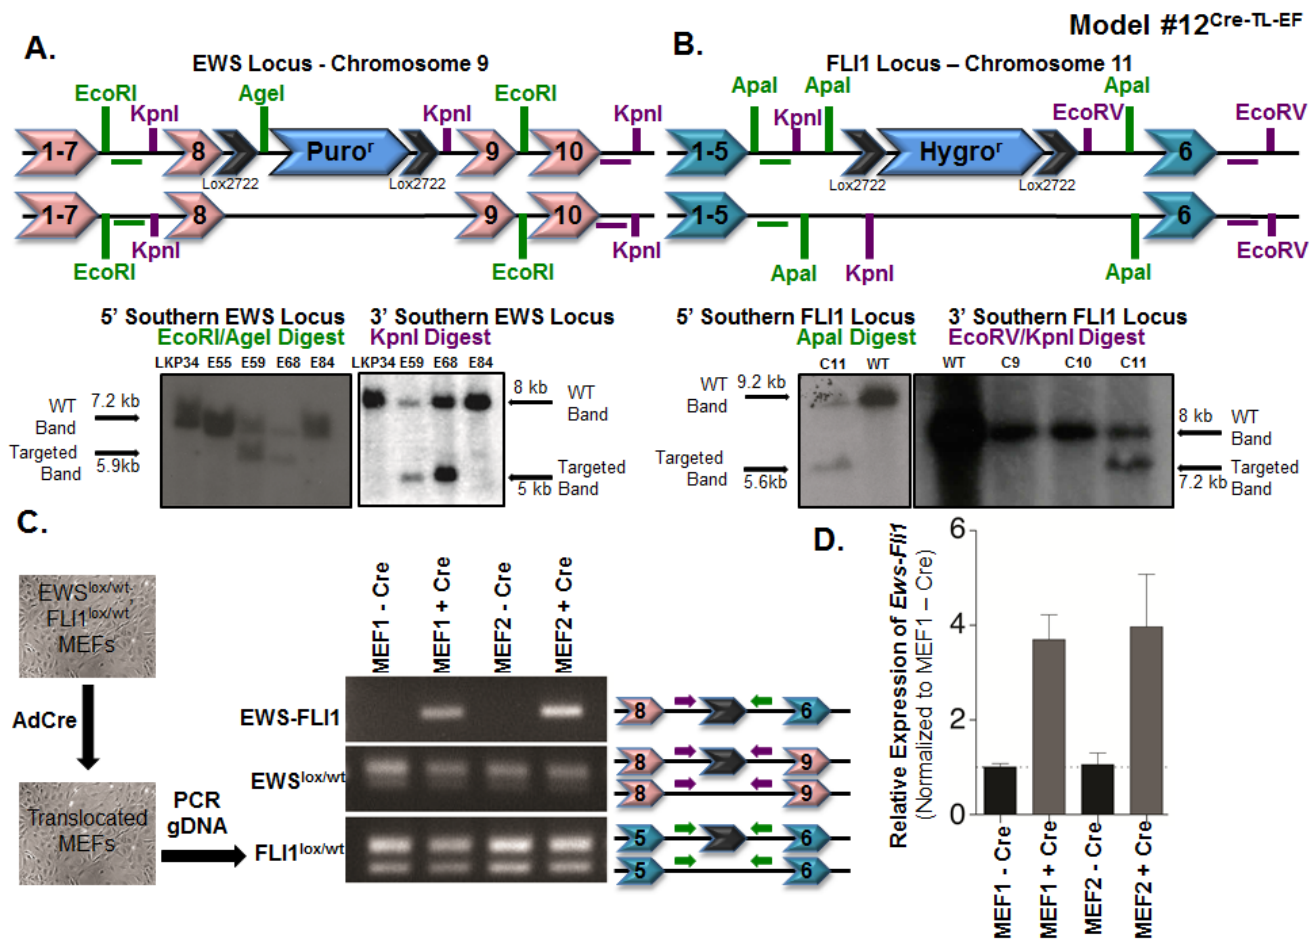 Model #12Cre-TL-EF
A.
EWS Locus - Chromosome 9
EcoRI
KpnI
AgeI
KpnI
EcoRI
KpnI
1-7
8
Puror
9
10
Lox2722
Lox2722
1-7
8
9
10
EcoRI
KpnI
EcoRI
KpnI
B.
FLI1 Locus – Chromosome 11
ApaI
KpnI
ApaI
EcoRV
ApaI
EcoRV
1-5
Hygror
6
Lox2722
Lox2722
1-5
6
ApaI
KpnI
ApaI
EcoRV
5' Southern EWS Locus
EcoRI/AgeI Digest
LKP34 E55 E59 E68 E84
7.2 kb
WT
Band
Targeted
Band
5.9kb
3' Southern EWS Locus
KpnI Digest
LKP34 E59 E68 E84
8 kb
WT
Band
Targeted
Band
5 kb
5' Southern FLI1 Locus
ApaI Digest
C11 WT
9.2 kb
WT
Band
Targeted
Band
5.6kb
3' Southern FLI1 Locus
EcoRV/KpnI Digest
WT C9 C10 C11
8 kb
WT
Band
Targeted
Band
7.2 kb
C.
EWSlox/wt;
FLI1lox/wt
MEFs
AdCre
Translocated
MEFs
PCR
gDNA
MEF1 - Cre
MEF1 + Cre
MEF2 - Cre
MEF2 + Cre
EWS-FLI1
EWSlox/wt
FLI1lox/wt
8
6
8
9
8
9
5
6
5
6
D.
Relative Expression of Ews-Fli1
(Normalized to MEF1 – Cre)
6
4
2
0
MEF1 - Cre
MEF1 + Cre
MEF2 - Cre
MEF2 + Cre